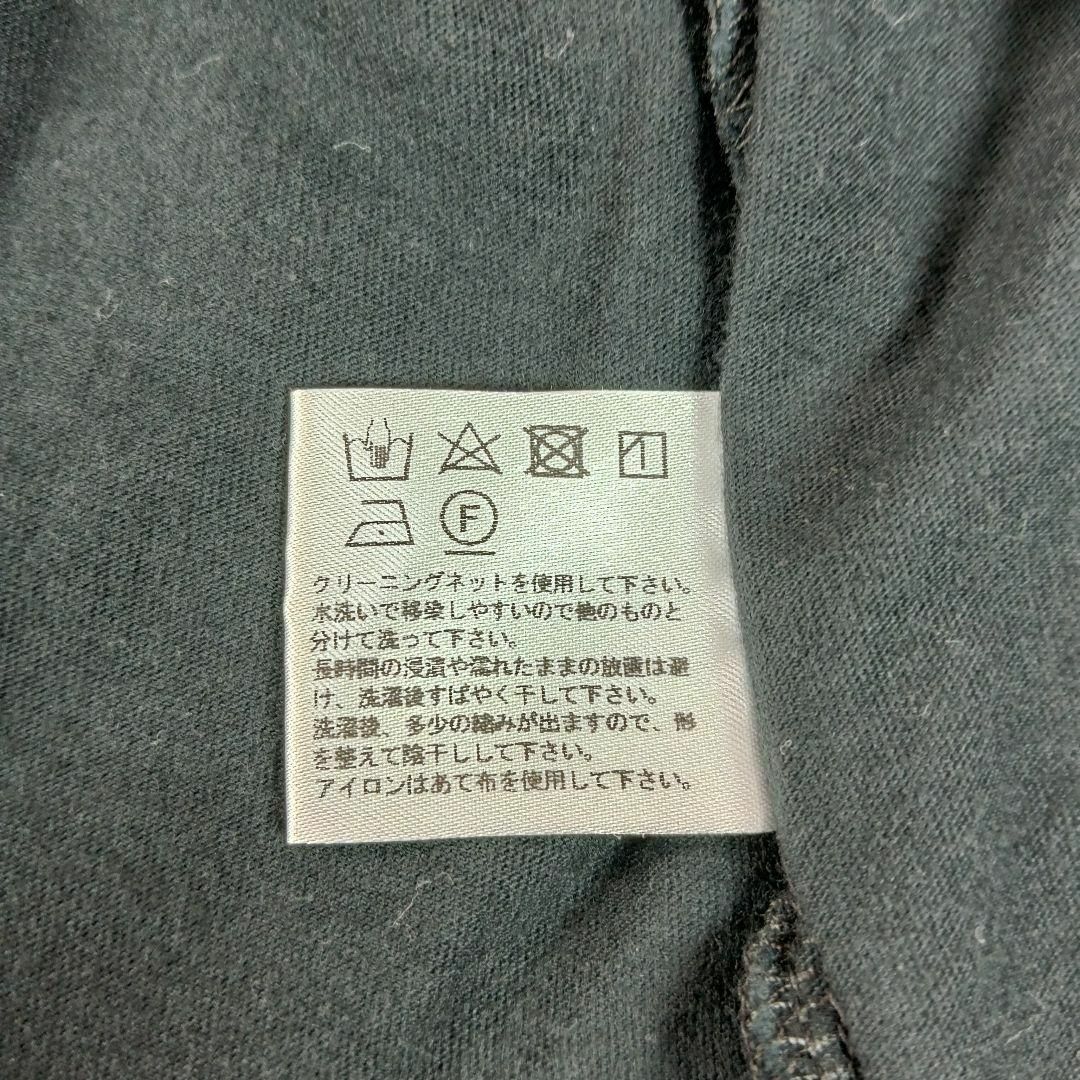 F
クリーニングネットを使用して下さい。
水洗いで移染しやすいので他のものと
分けて洗って下さい。
長時間の浸漬や濡れたままの放置は避
け、洗濯後すばやく干して下さい。
洗濯後、多少の縮みが出ますので、形
を整えて陰干しして下さい。
アイロンはあて布を使用して下さい。